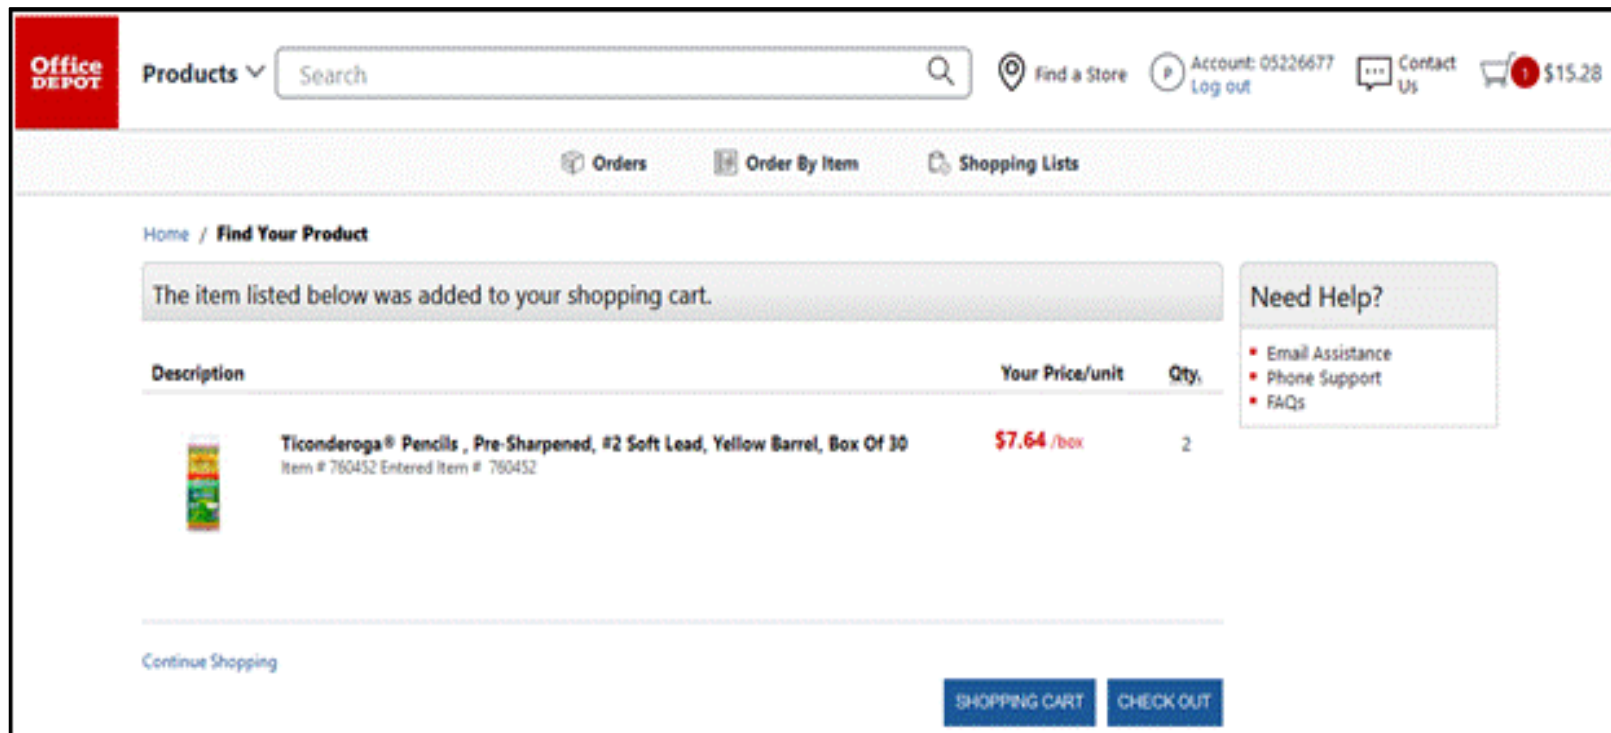 Office
DEPOT
Products
Search
Find a Store
P
Account: 05226677
Log out
Contact
Us
1
$15.28
Orders
Order By Item
Shopping Lists
Home / Find Your Product
The item listed below was added to your shopping cart.
Need Help?
Email Assistance
Phone Support
FAQs
Description Your Price/unit Qty.
Ticonderoga® Pencils , Pre-Sharpened, #2 Soft Lead, Yellow Barrel, Box Of 30 $7.64 /box 2
Item # 760452 Entered Item # 760452
Continue Shopping
SHOPPING CART
CHECK OUT